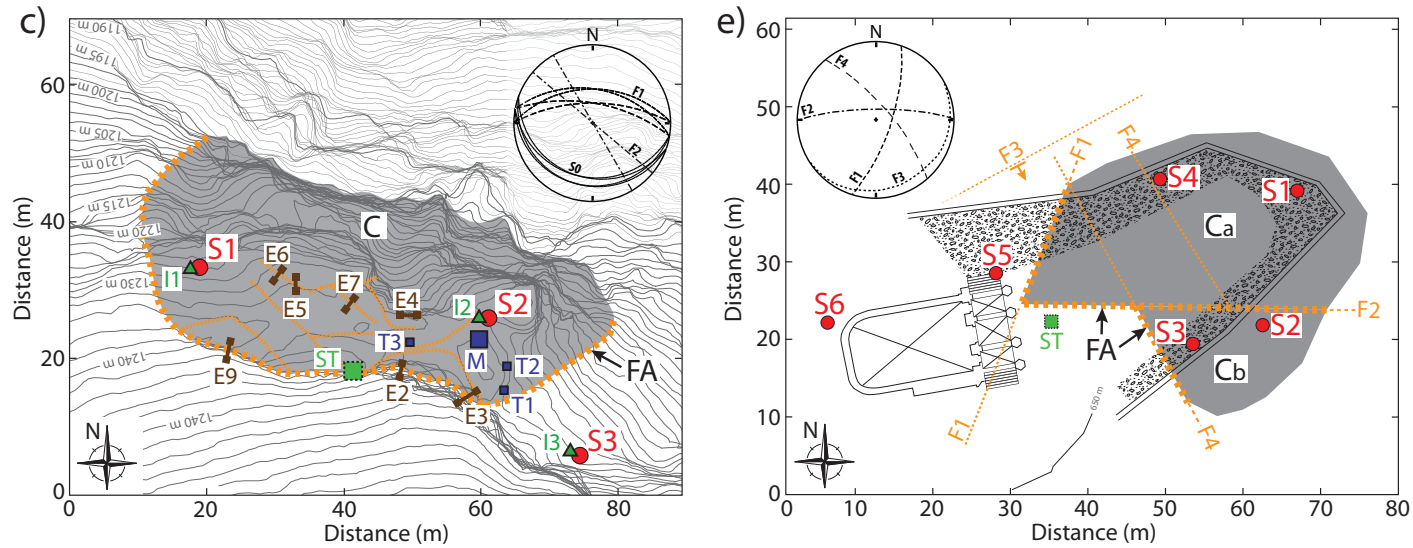 c)
1190 m
1195 m
1200 m
1205 m
1210 m
1215 m
1220 m
1230 m
1240 m
1240 m
N
F1
F2
S0
C
S1
I1
E6
E5
E7
E4
I2
S2
T3
M
ST
T2
T1
E9
E2
E3
FA
I3
S3
N
60
40
20
0
0 20 40 60 80
Distance (m)
Distance (m)
e)
N
F4
F2
F1
F3
F3
F1
F4
S4
S1
Ca
S5
S6
ST
FA
S3
S2
F2
Cb
F1
F4
650 m
N
60
50
40
30
20
10
0
10 20 30 40 50 60 70 80
Distance (m)
Distance (m)